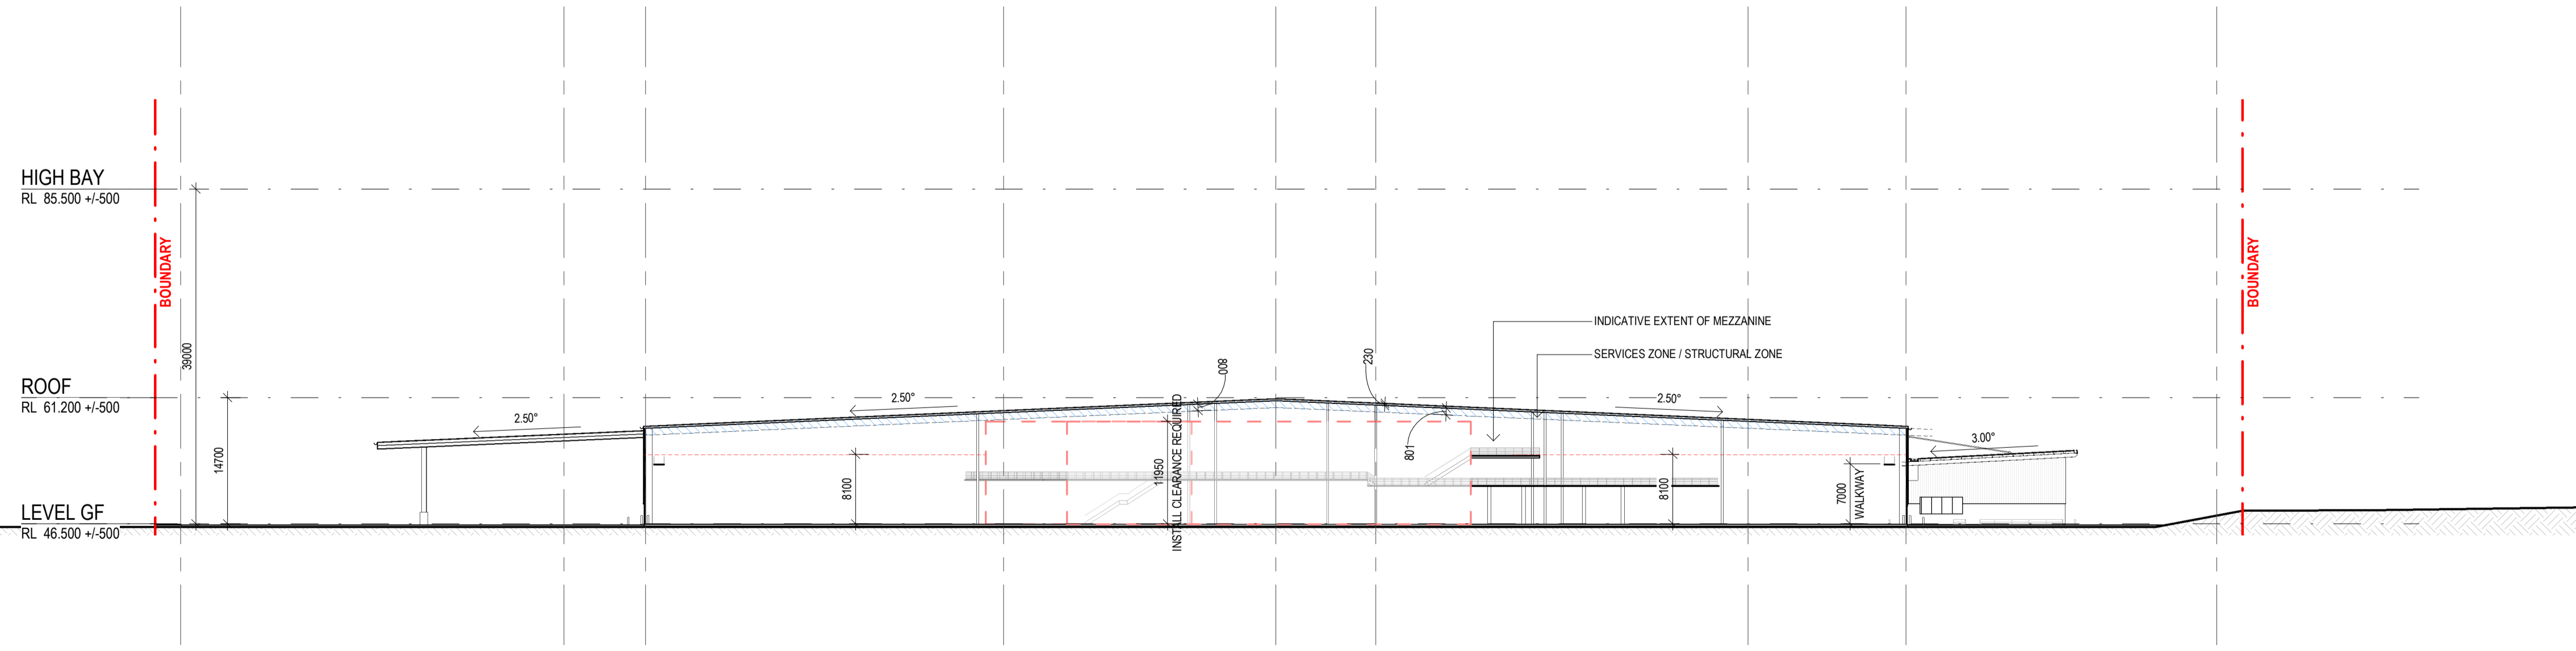 HIGH BAY
RL 85.500 +/-500
BOUNDARY
BOUNDARY
39000
INDICATIVE EXTENT OF MEZZANINE
SERVICES ZONE / STRUCTURAL ZONE
ROOF
RL 61.200 +/-500
14700
2.50°
2.50°
800
230
801
2.50°
3.00°
8100
11950
INSTALL CLEARANCE REQUIRED
8100
7000
WALKWAY
LEVEL GF
RL 46.500 +/-500